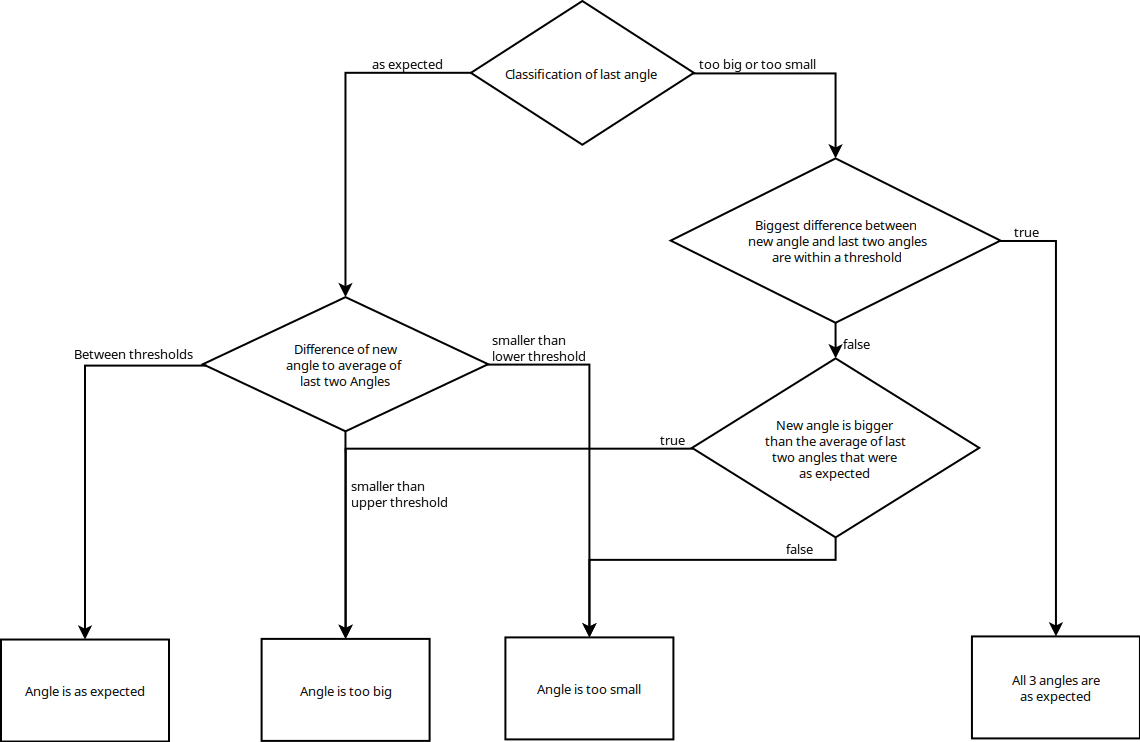 as expected
too big or too small
Classification of last angle
Biggest difference between
new angle and last two angles
are within a threshold
true
smaller than
lower threshold
false
Between thresholds
Difference of new
angle to average of
last two Angles
New angle is bigger
than the average of last
two angles that were
as expected
true
smaller than
upper threshold
false
Angle is as expected
Angle is too big
Angle is too small
All 3 angles are
as expected